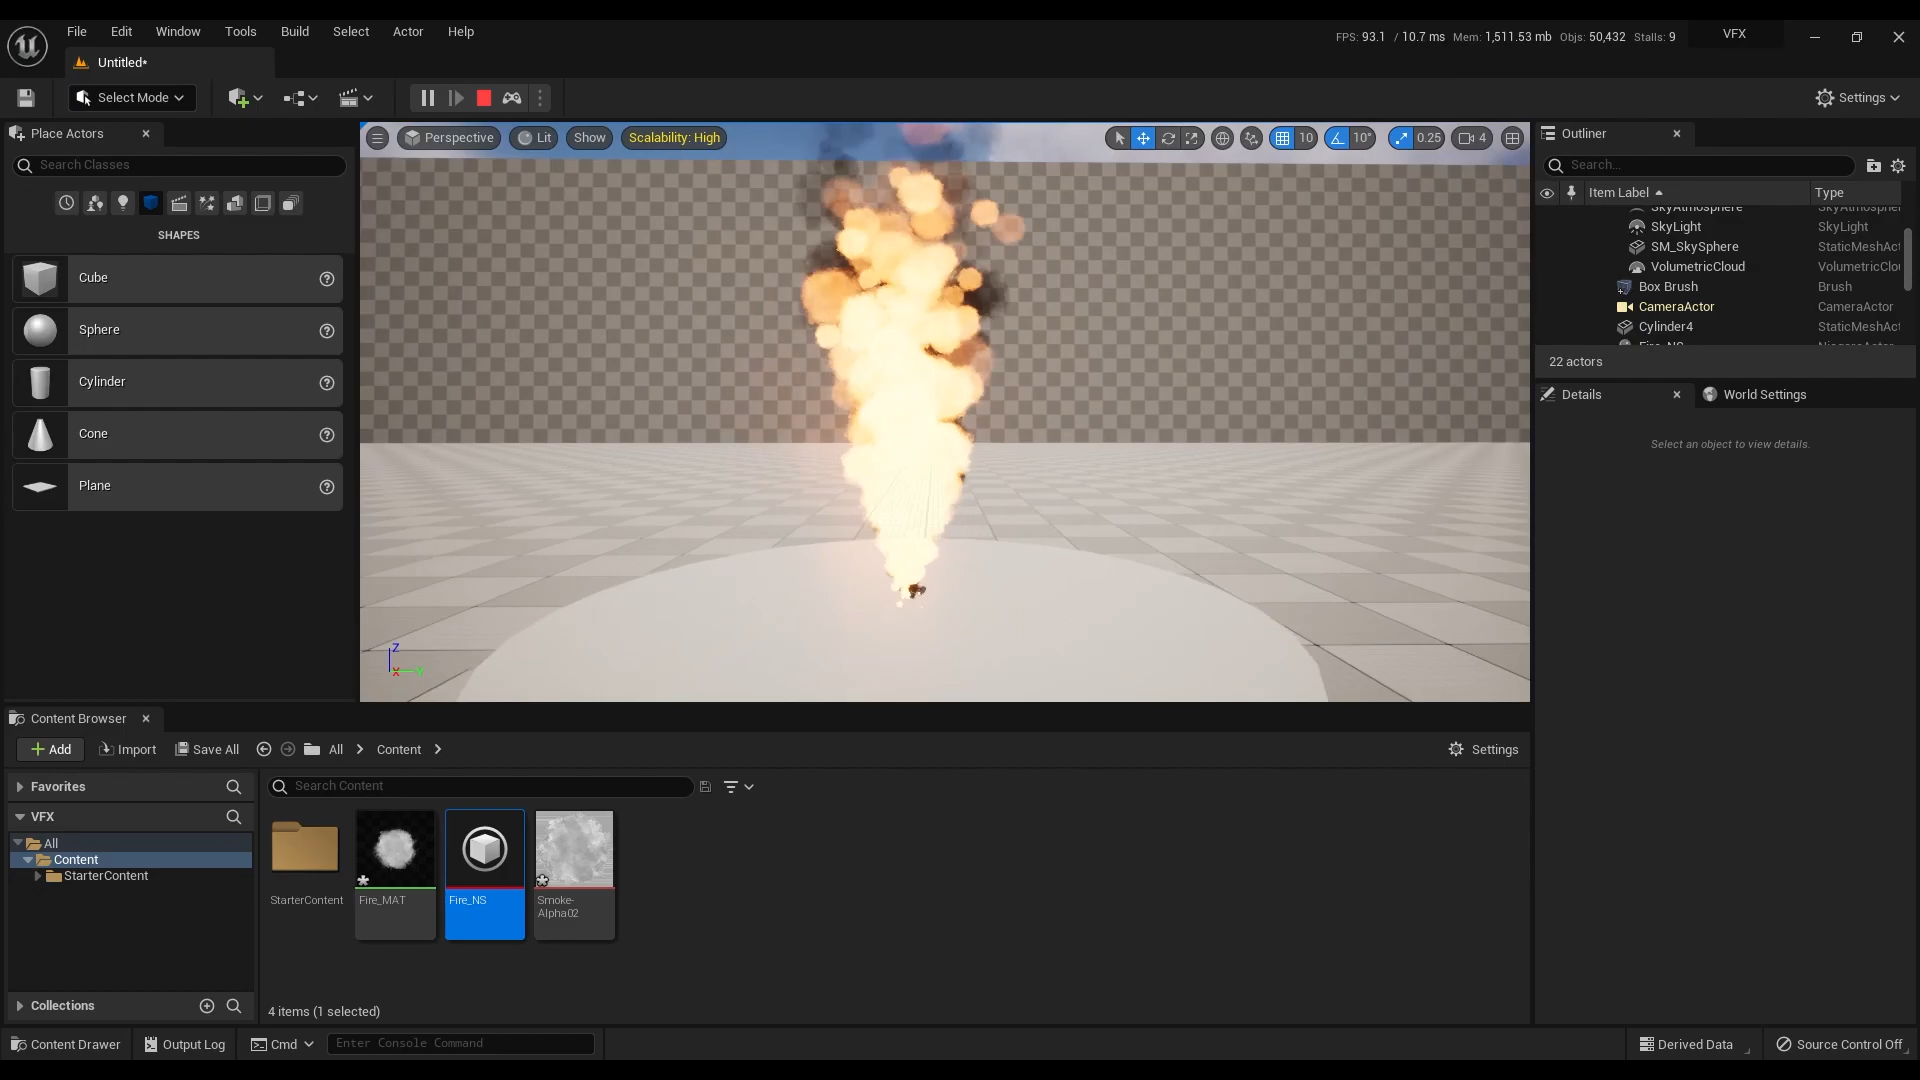 File Edit Window Tools Build Select Actor Help
FPS: 93.1 / 10.7 ms Mem: 1,511.53 mb Objs: 50,432 Stalls: 9
VFX
Untitled*
Select Mode
Settings
Place Actors
Search Classes
SHAPES
Cube
Sphere
Cylinder
Cone
Plane
Perspective Lit Show Scalability: High
10 10° 0.25 4
Z
X Y
Outliner
Search...
Item Label Type
SkyAtmosphere SkyAtmospher
SkyLight SkyLight
SM_SkySphere StaticMeshAct
VolumetricCloud VolumetricClou
Box Brush Brush
CameraActor CameraActor
Cylinder4 StaticMeshAct
Fire_NS NiagaraActor
22 actors
Details World Settings
Select an object to view details.
Content Browser
Add Import Save All All Content Settings
Favorites
VFX
All
Content
StarterContent
Collections
Search Content
StarterContent
Fire_MAT
Fire_NS
Smoke-
Alpha02
4 items (1 selected)
Content Drawer Output Log Cmd Enter Console Command Derived Data Source Control Off